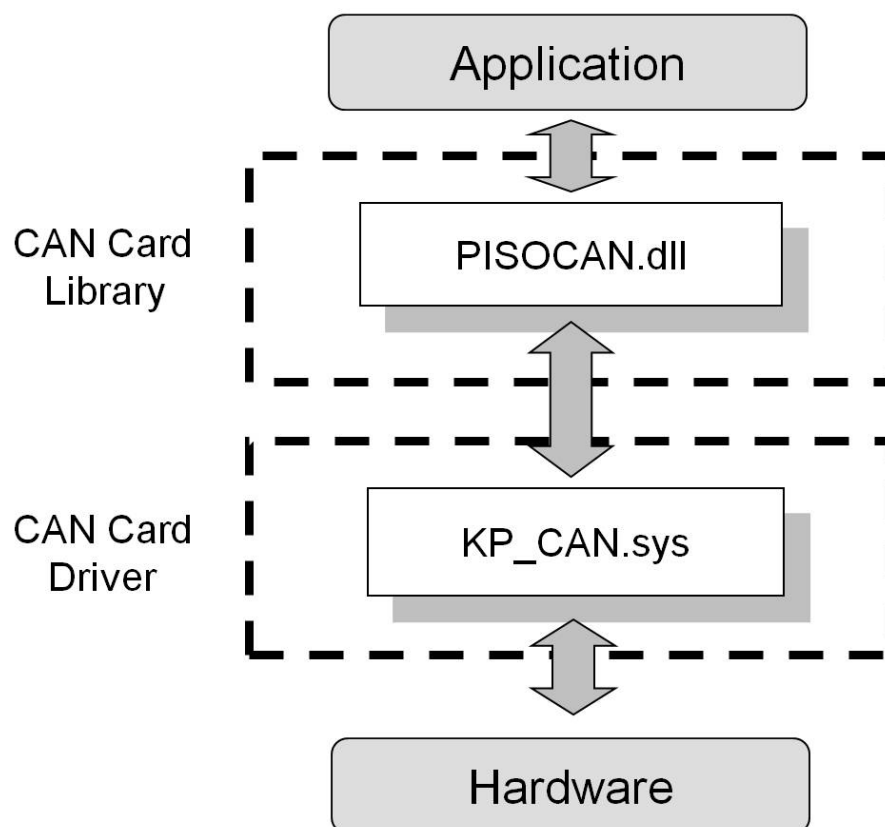 Application
CAN Card
Library
PISOCAN.dll
CAN Card
Driver
KP_CAN.sys
Hardware